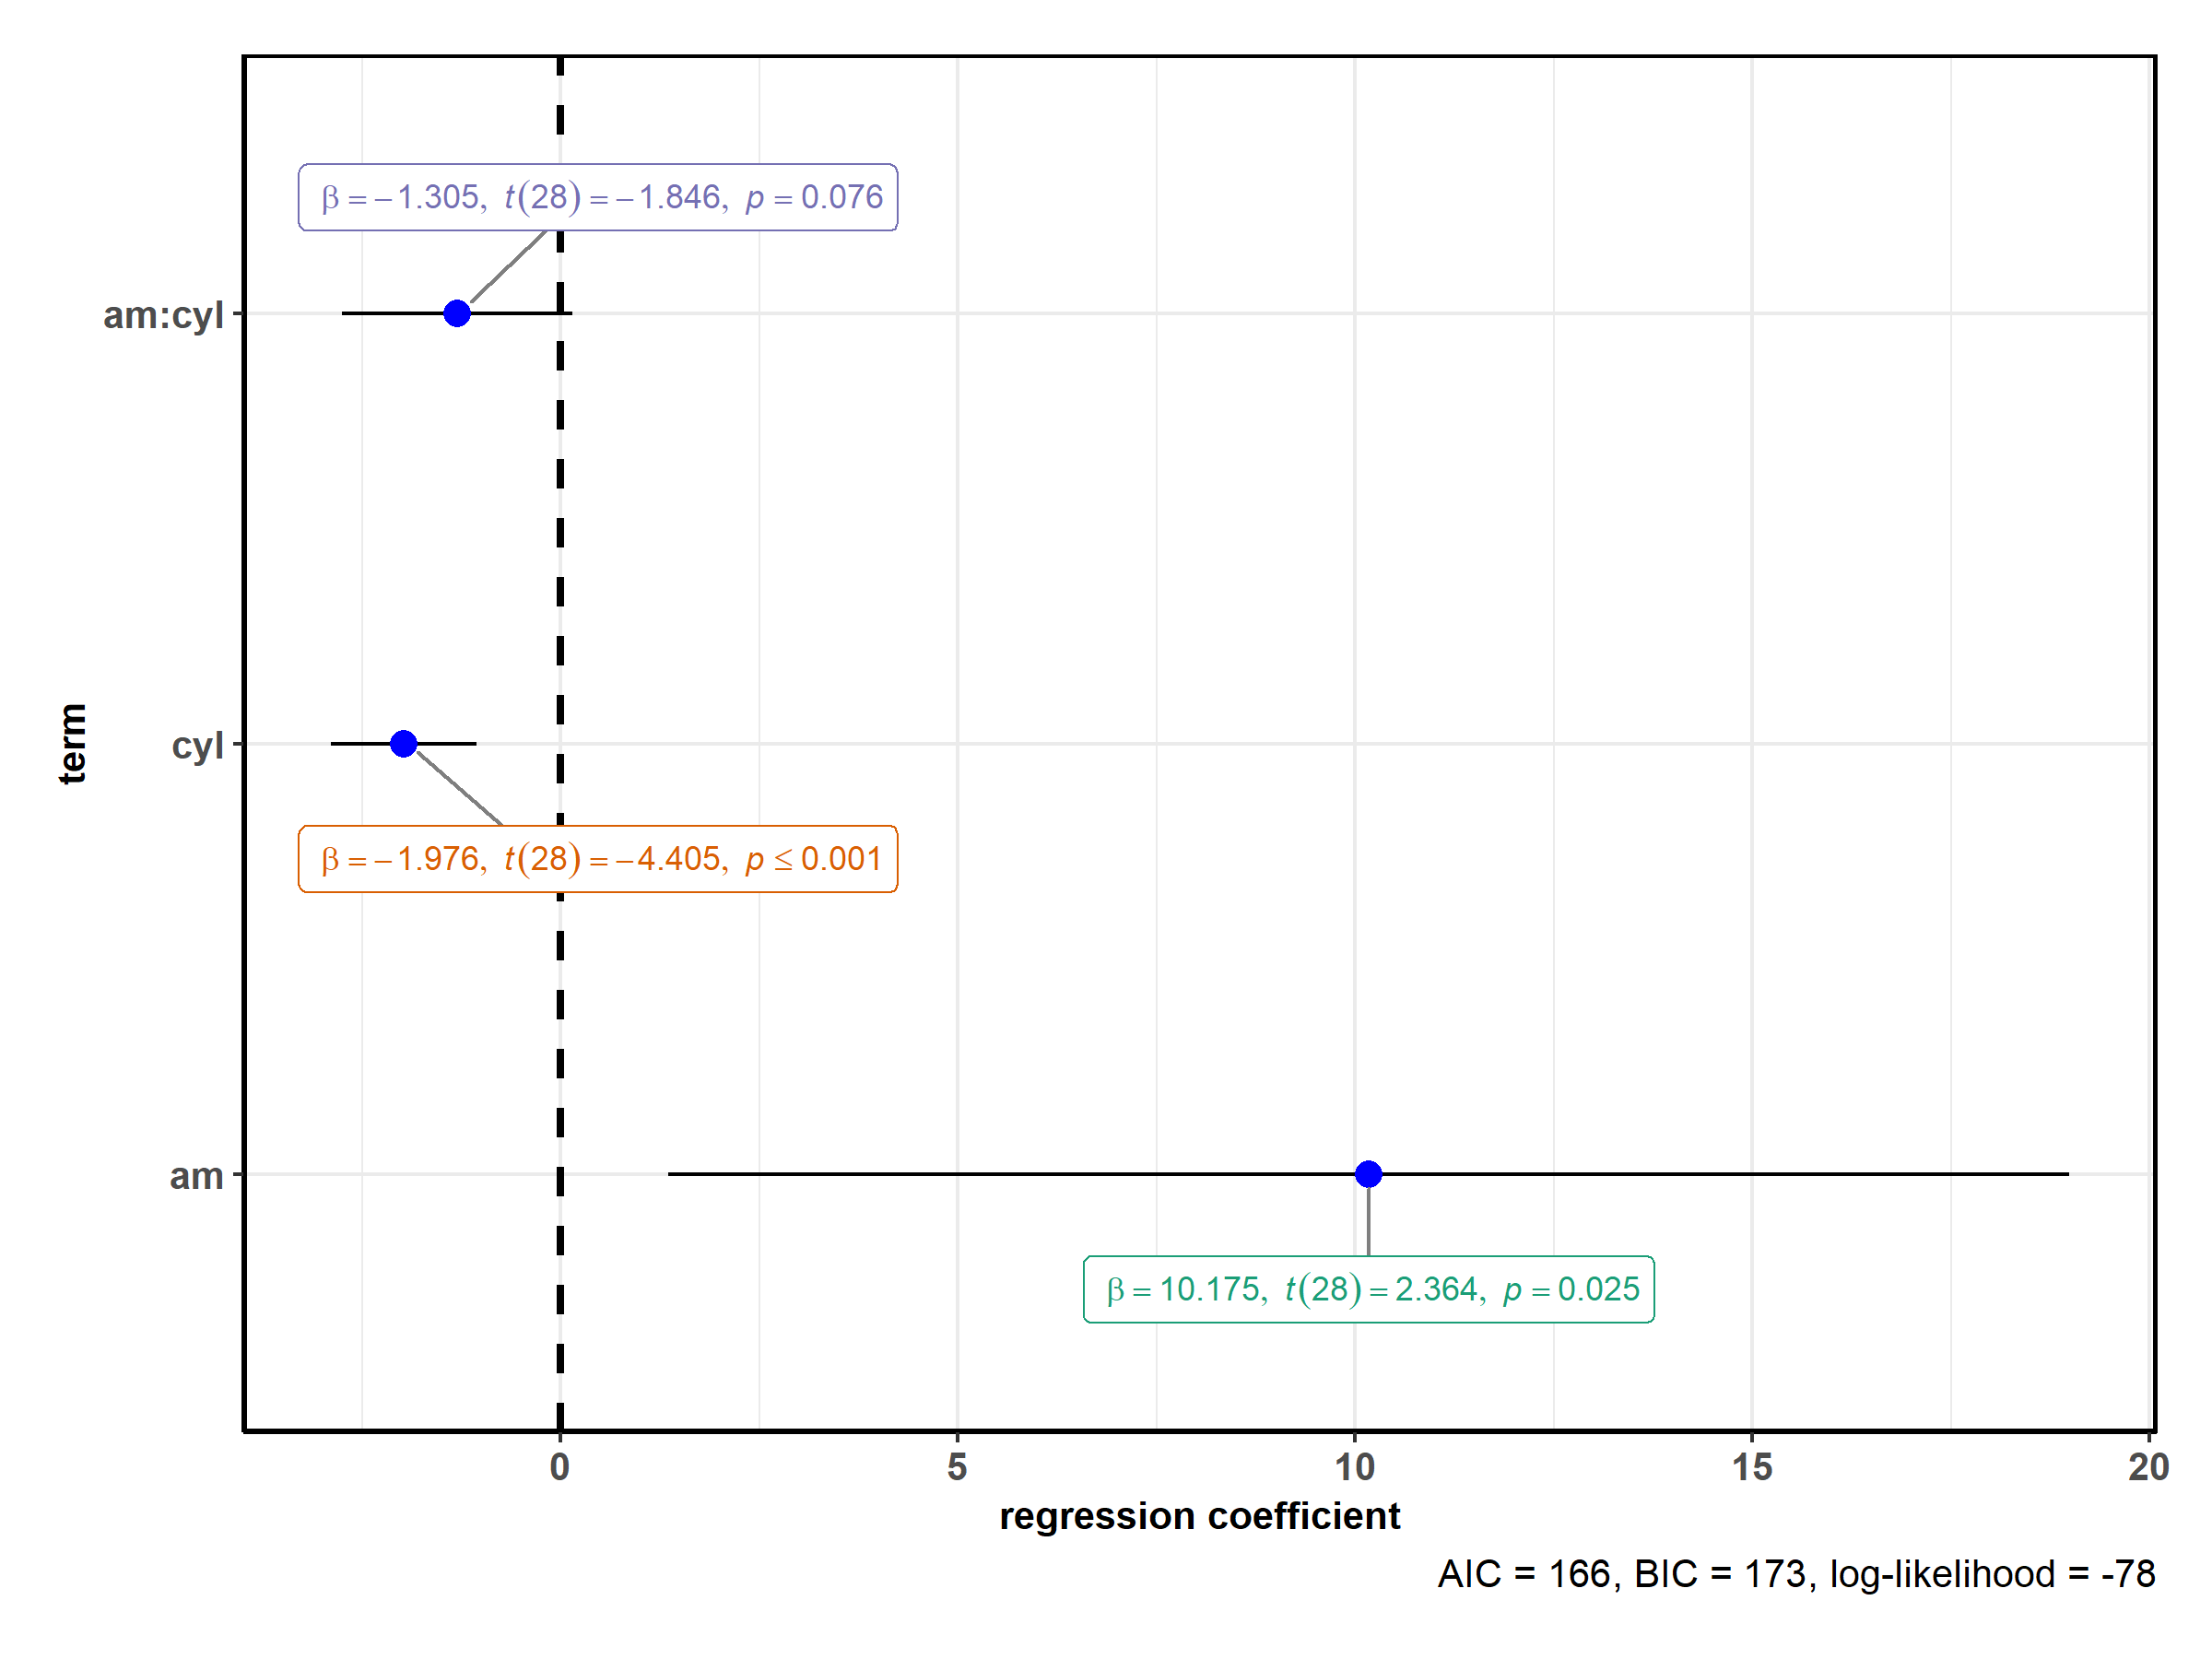 β = −1.305, t(28) = −1.846, p = 0.076
am:cyl
term
cyl
β = −1.976, t(28) = −4.405, p ≤ 0.001
am
β = 10.175, t(28) = 2.364, p = 0.025
0 5 10 15 20
regression coefficient
AIC = 166, BIC = 173, log-likelihood = -78